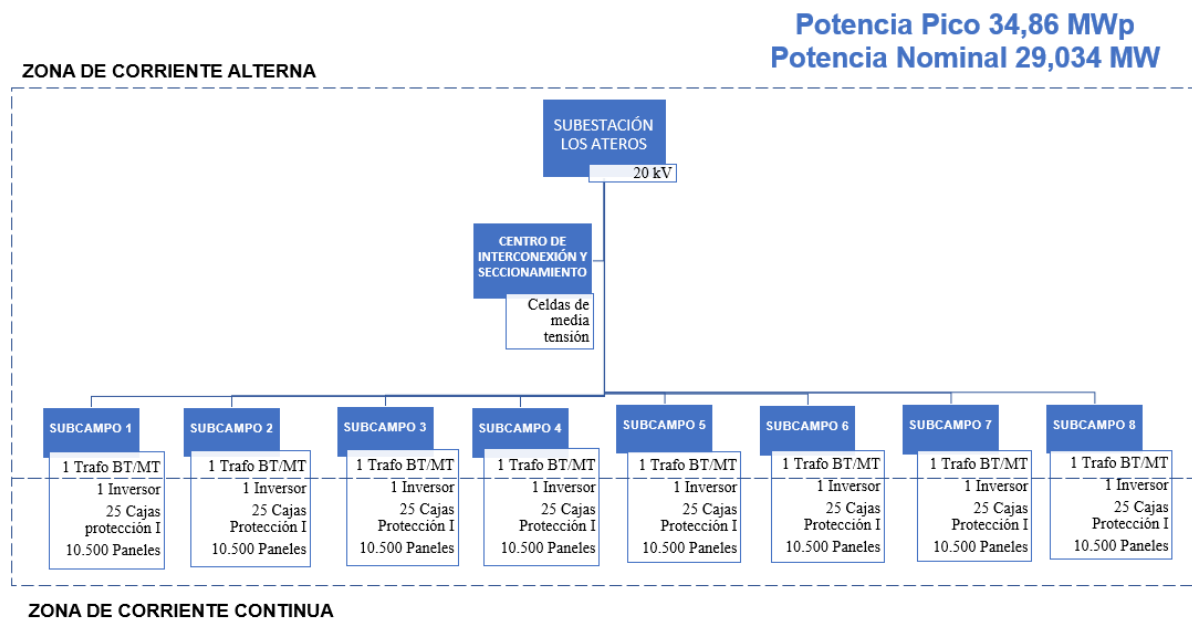 Potencia Pico 34,86 MWp
Potencia Nominal 29,034 MW
ZONA DE CORRIENTE ALTERNA
SUBESTACIÓN
LOS ATEROS
20 kV
CENTRO DE
INTERCONEXIÓN Y
SECCIONAMIENTO
Celdas de
media
tensión
SUBCAMPO 1
1 Trafo BT/MT
1 Inversor
25 Cajas
protección I
10.500 Paneles
SUBCAMPO 2
1 Trafo BT/MT
1 Inversor
25 Cajas
Protección I
10.500 Paneles
SUBCAMPO 3
1 Trafo BT/MT
1 Inversor
25 Cajas
Protección I
10.500 Paneles
SUBCAMPO 4
1 Trafo BT/MT
1 Inversor
25 Cajas
Protección I
10.500 Paneles
SUBCAMPO 5
1 Trafo BT/MT
1 Inversor
25 Cajas
Protección I
10.500 Paneles
SUBCAMPO 6
1 Trafo BT/MT
1 Inversor
25 Cajas
Protección I
10.500 Paneles
SUBCAMPO 7
1 Trafo BT/MT
1 Inversor
25 Cajas
Protección I
10.500 Paneles
SUBCAMPO 8
1 Trafo BT/MT
1 Inversor
25 Cajas
Protección I
10.500 Paneles
ZONA DE CORRIENTE CONTINUA